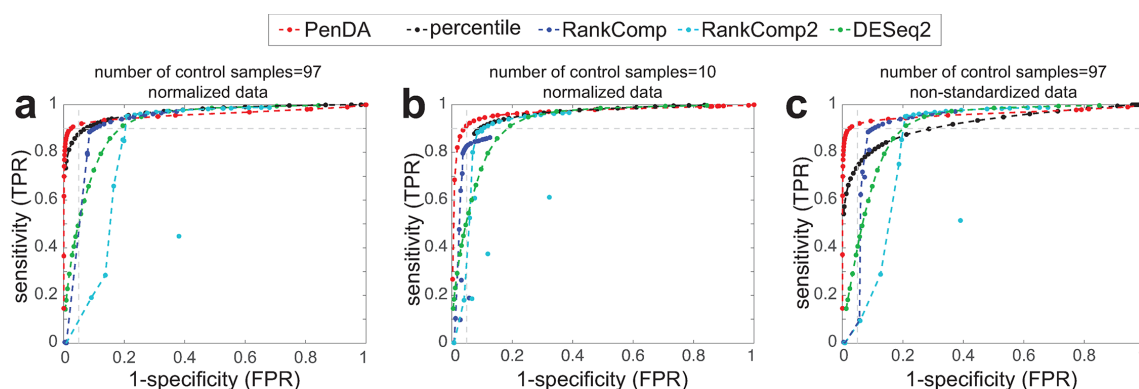 PenDA percentile RankComp RankComp2 DESeq2
a
number of control samples=97
normalized data
1
0.8
0.6
0.4
0.2
0
0 0.2 0.4 0.6 0.8 1
sensitivity (TPR)
1-specificity (FPR)
b
number of control samples=10
normalized data
1
0.8
0.6
0.4
0.2
0
0 0.2 0.4 0.6 0.8 1
sensitivity (TPR)
1-specificity (FPR)
c
number of control samples=97
non-standardized data
1
0.8
0.6
0.4
0.2
0
0 0.2 0.4 0.6 0.8 1
sensitivity (TPR)
1-specificity (FPR)